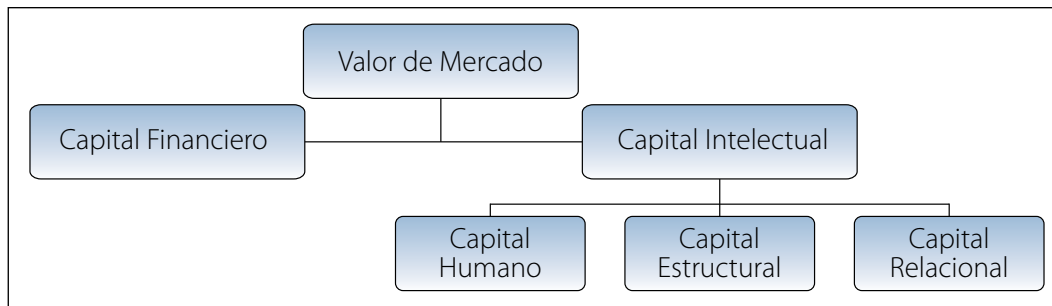 Valor de Mercado
Capital Financiero
Capital Intelectual
Capital
Humano
Capital
Estructural
Capital
Relacional